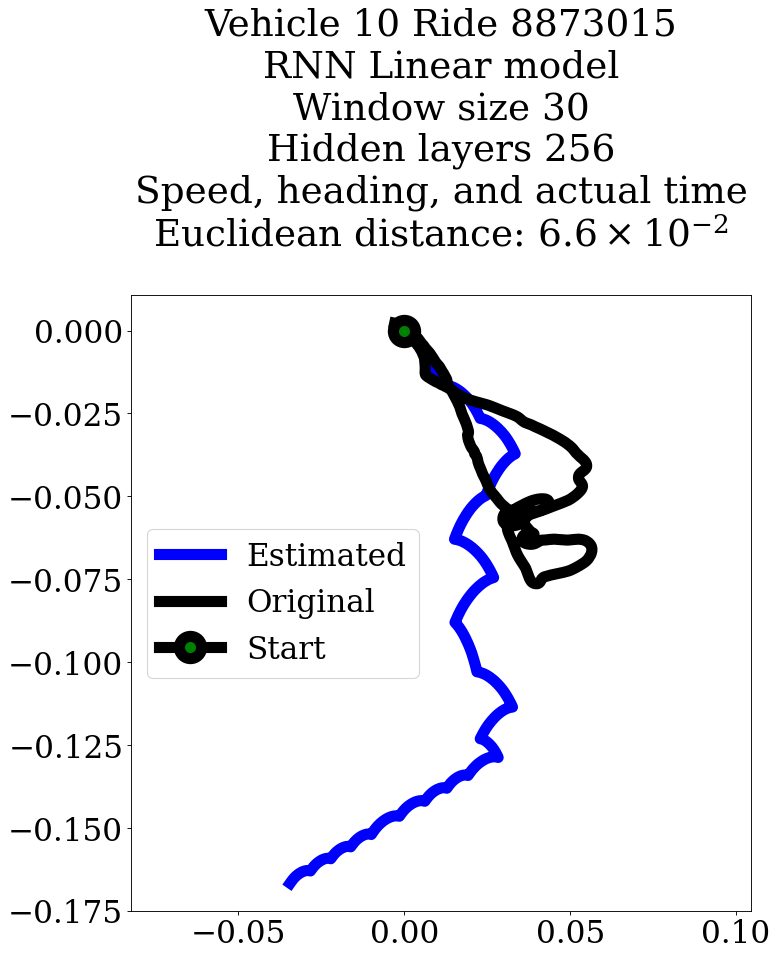 Vehicle 10 Ride 8873015
RNN Linear model
Window size 30
Hidden layers 256
Speed, heading, and actual time
Euclidean distance: 6.6 × 10⁻²
0.000
−0.025
−0.050
−0.075
−0.100
−0.125
−0.150
−0.175
Estimated
Original
Start
−0.05
0.00
0.05
0.10